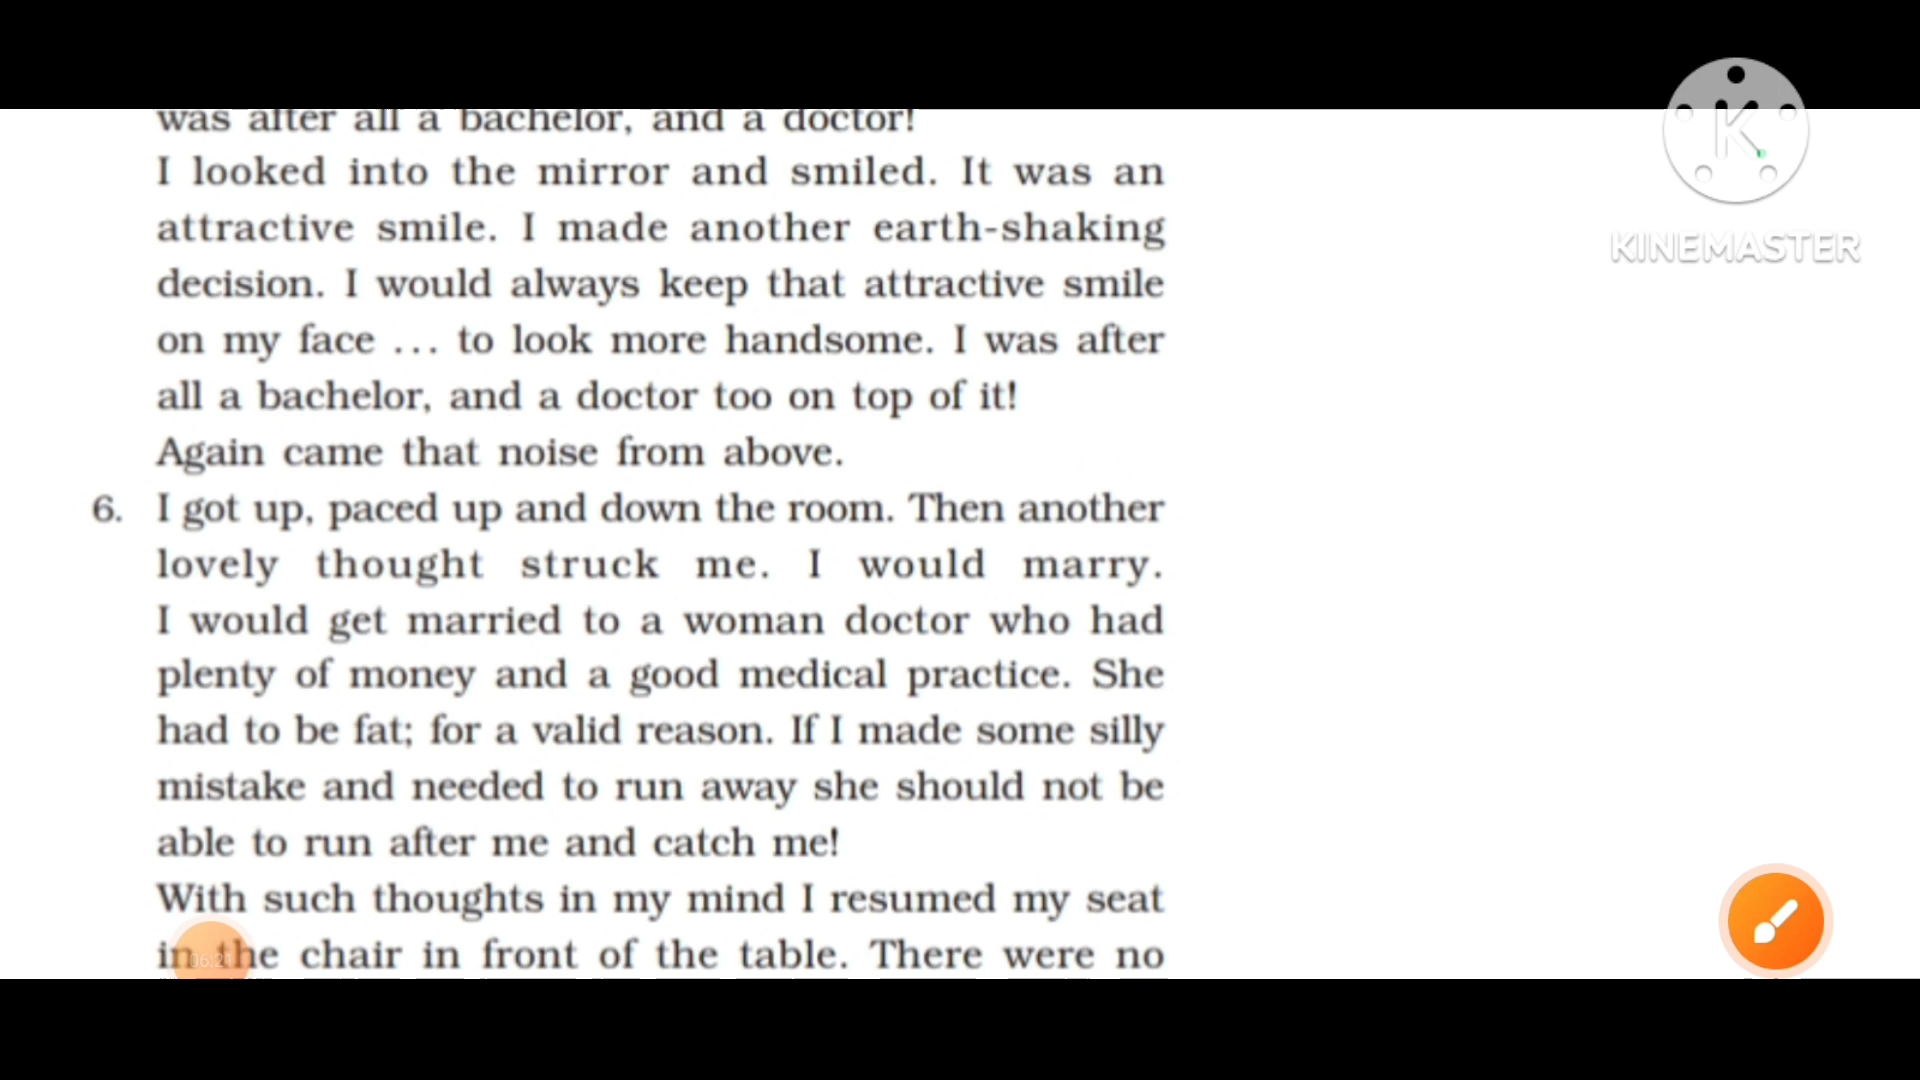 was after all a bachelor, and a doctor!
I looked into the mirror and smiled. It was an
attractive smile. I made another earth-shaking
decision. I would always keep that attractive smile
on my face ... to look more handsome. I was after
all a bachelor, and a doctor too on top of it!
Again came that noise from above.
6. I got up, paced up and down the room. Then another
lovely thought struck me. I would marry.
I would get married to a woman doctor who had
plenty of money and a good medical practice. She
had to be fat; for a valid reason. If I made some silly
mistake and needed to run away she should not be
able to run after me and catch me!
With such thoughts in my mind I resumed my seat
in the chair in front of the table. There were no
06:21
K
KINEMASTER